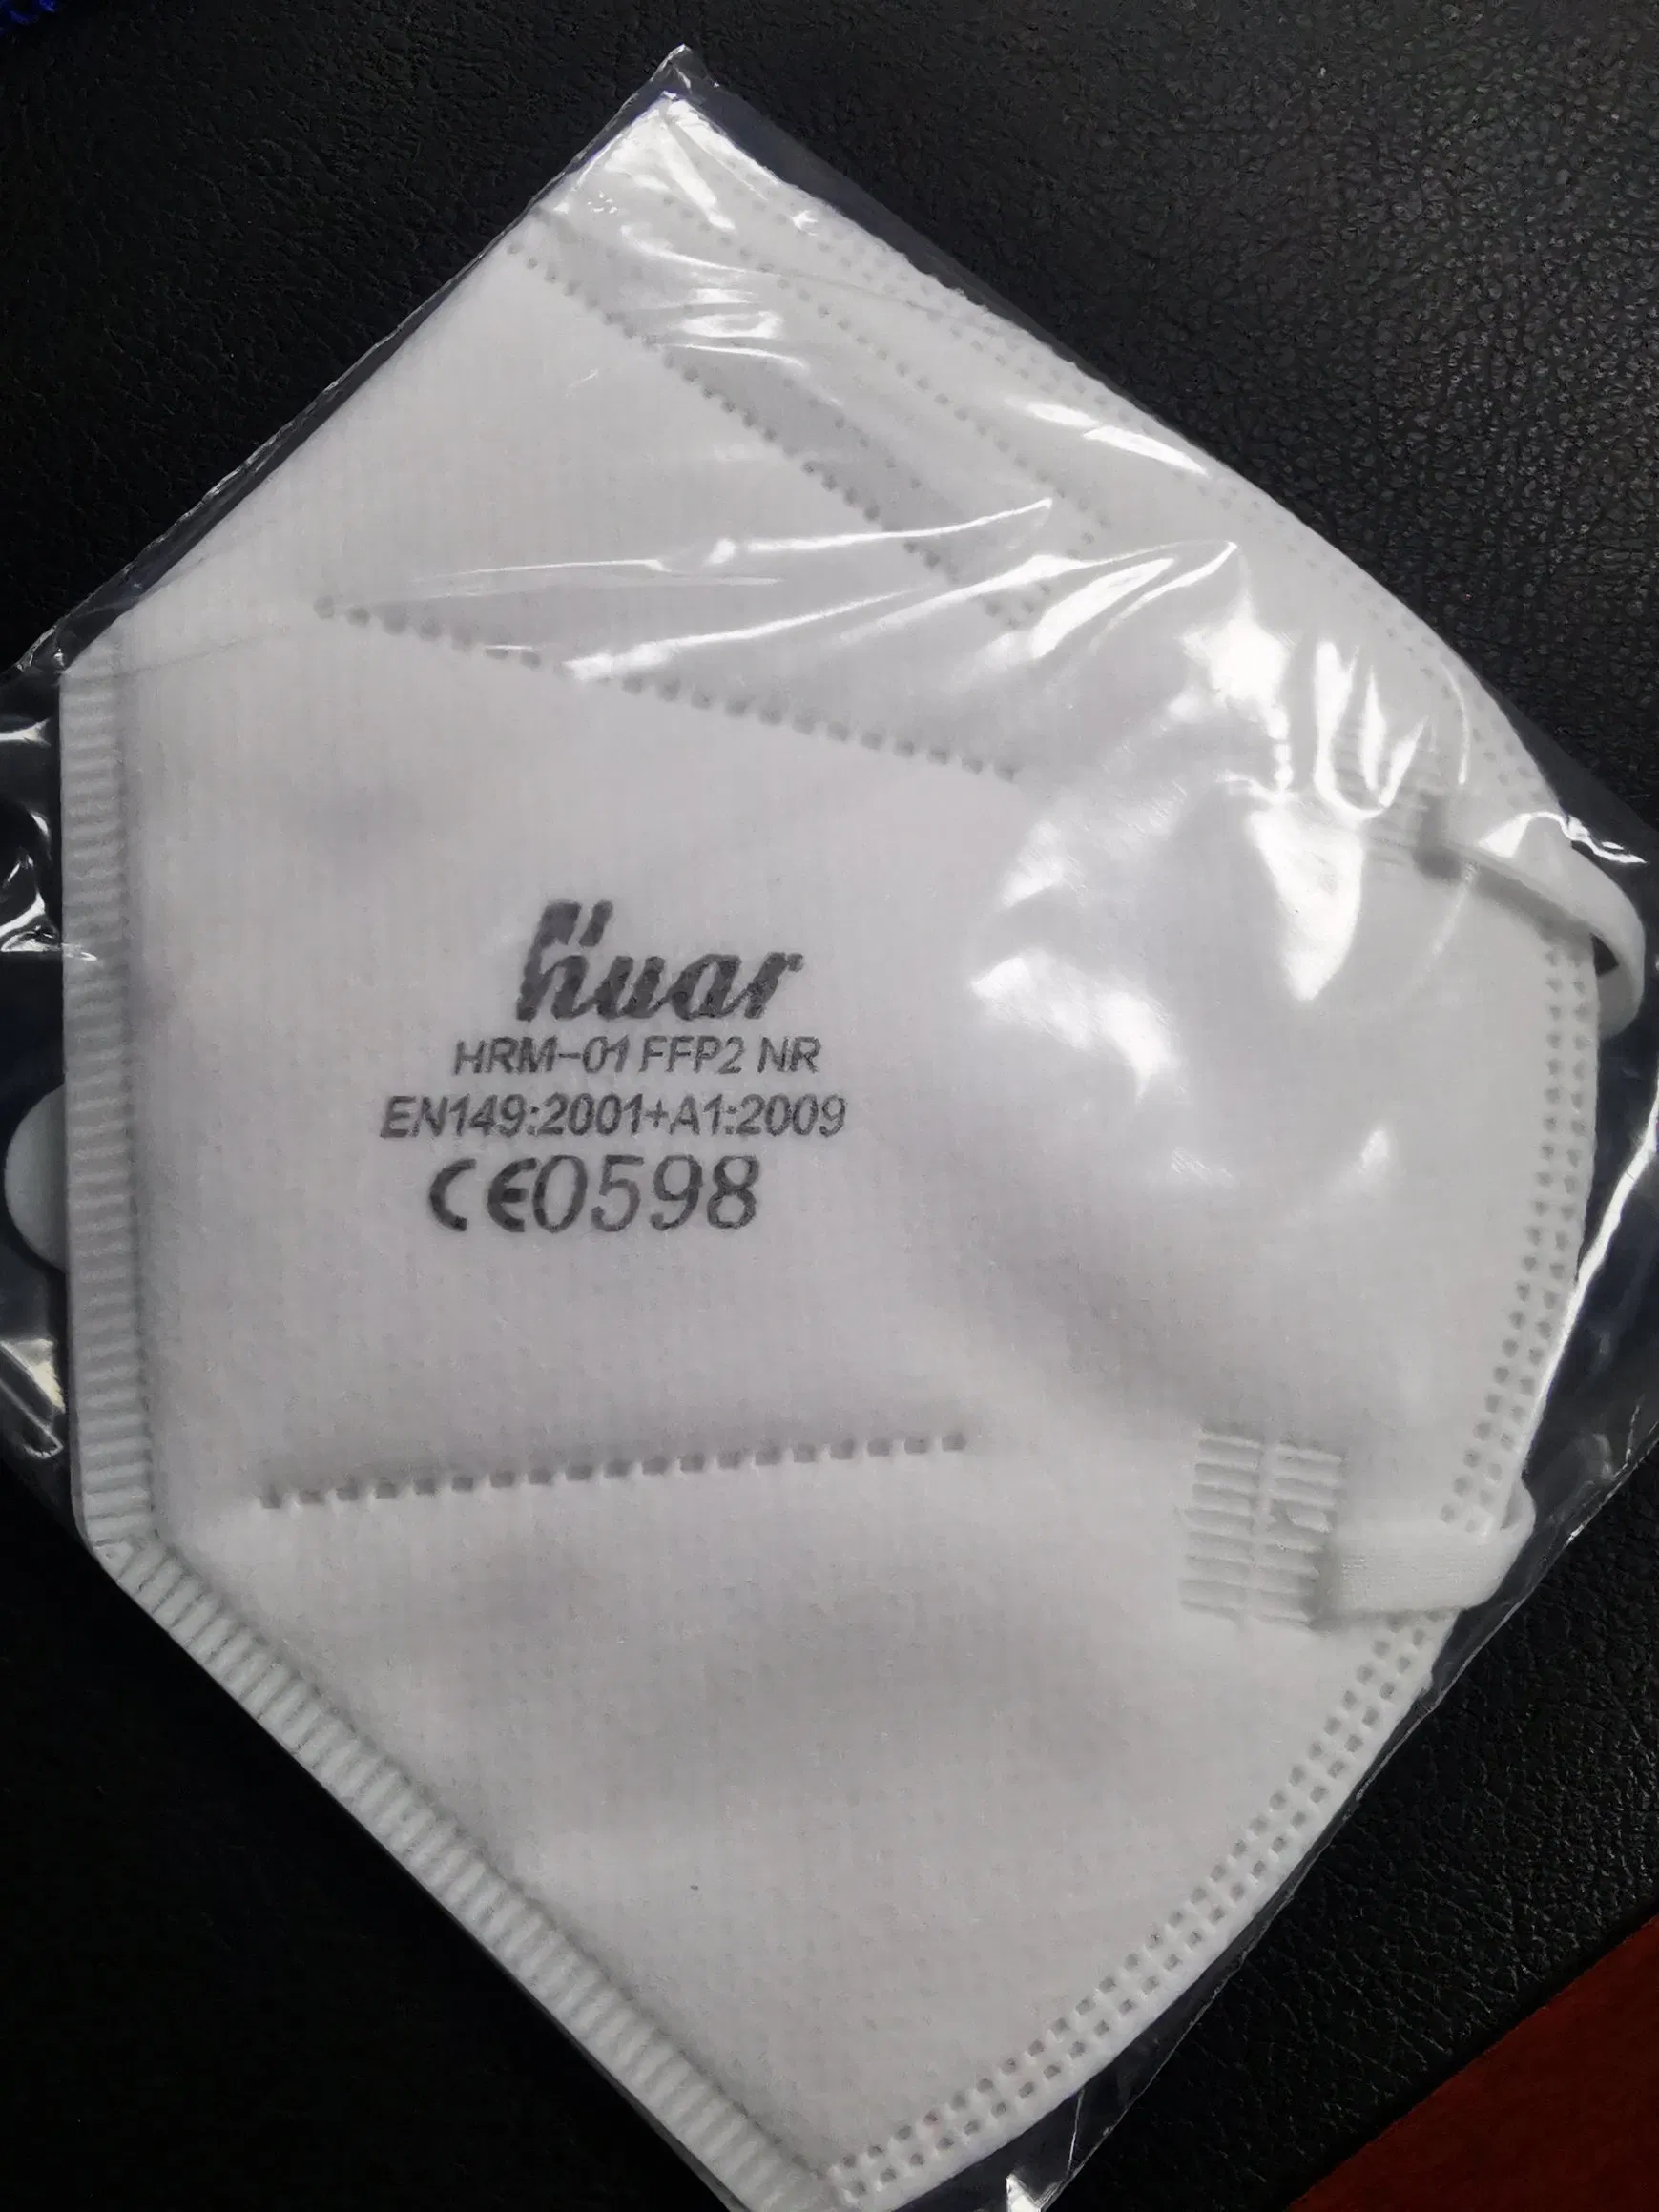 Huar
HRM-01 FFP2 NR
EN149:2001+A1:2009
CE0598